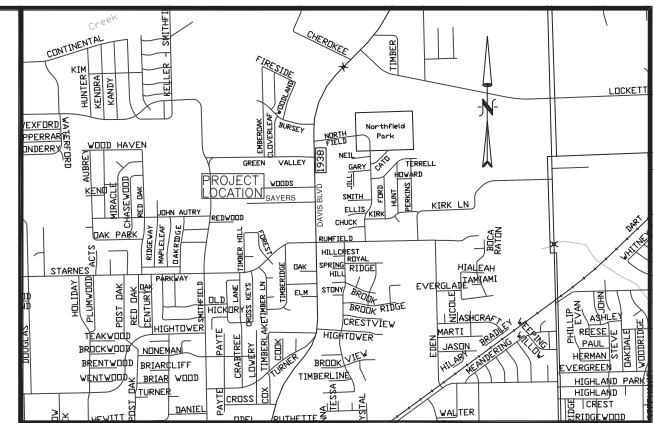 Creek
CONTINENTAL
KELLER - SMITHFI
CHEROKEE
TIMBER
KIM
HUNTER
KENDRA
KANDY
FIRESIDE
WOODLAND
LOCKETT
N
EXFORD
PPERRAR
ONDERRY
WATERFORD
EMBEROAK
CLOVERLEAF
BURSEY
Northfield
Park
NORTH
FIELD
1938
WOOD HAVEN
AUBREY
GREEN VALLEY
NEIL
GARY
CATO
TERRELL
HOWARD
PROJECT
LOCATION
WOODS
SAYERS
JILL
FORD
HUNT
PERKINS
KENO
MIRACLE
CHASEWOOD
RED OAK
SMITH
ELLIS
KIRK
KIRK LN
JOHN AUTRY
REDWOOD
DAVIS BLVD
CHUCK
OAK PARK
RIDGEWAY
MAPLELEAF
OAKRIDGE
RUMFIELD
DART
WHITNEY
ACTS
TIMBER HILL
FOREST
HILLCREST
BOCA
RATON
STARNES
PARKWAY
OAK
SPRING
HILL
ROYAL
RIDGE
HIALEAH
TAMIAMI
EVERGLADE
HOLIDAY
PLUMWOOD
POST OAK
RED OAK
OAK
CENTURY
SMITHFIELD
OLD
HICKORY
LANE
CROSS KEYS
TIMBER LN
TIMBERIDGE
ELM
STONY
BROOK
BROOK RIDGE
NICOLE
DOUGLAS
TEAKWOOD
HIGHTOWER
CRESTVIEW
ASHCRAFT
BRADLEY
WEEPING
WILLOW
PHILLIP
EVAN
JOHN
ASHLEY
BROCKWOOD
NONEMAN
PAYTE
CRABTREE
LOWERY
TIMBERLAKE
COOK
HIGHTOWER
EDEN
MARTI
REESE
STEVE
OAKDALE
WOODRIDGE
BRENTWOOD
BRIARCLIFF
TURNER
BROOK VIEW
JASON
HILARY
MEANDERING
PAUL
HERMAN
WENTWOOD
BRIAR WOOD
TIMBERLINE
EVERGREEN
POST OAK
TURNER
PAYTE
CROSS
COX
TESSA
YSTAL
HIGHLAND PARK
HIGHLAND
DANIEL
WALTER
RIDGE
CREST
HEWITT
RUTHETTE
RIDGEWOOD